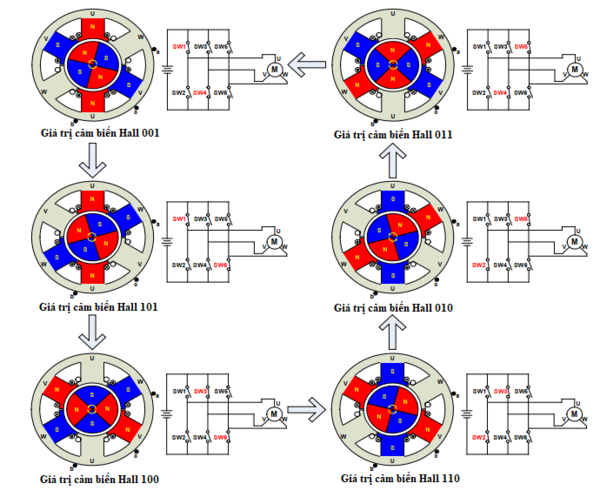 U
V
W
N
S
S
N
SW1 SW3 SW5
U
M
V
W
SW2 SW4 SW6
W
V
U
Giá trị cảm biến Hall 001
U
V
W
SW1 SW3 SW5
U
M
V
W
SW2 SW4 SW6
W
V
U
Giá trị cảm biến Hall 011
U
V
W
SW1 SW3 SW5
U
M
V
W
SW2 SW4 SW6
W
V
U
Giá trị cảm biến Hall 101
U
V
W
SW1 SW3 SW5
U
M
V
W
SW2 SW4 SW6
W
V
U
Giá trị cảm biến Hall 010
U
V
W
SW1 SW3 SW5
U
M
V
W
SW2 SW4 SW6
W
V
U
Giá trị cảm biến Hall 100
U
V
W
SW1 SW3 SW5
U
M
V
W
SW2 SW4 SW6
W
V
U
Giá trị cảm biến Hall 110